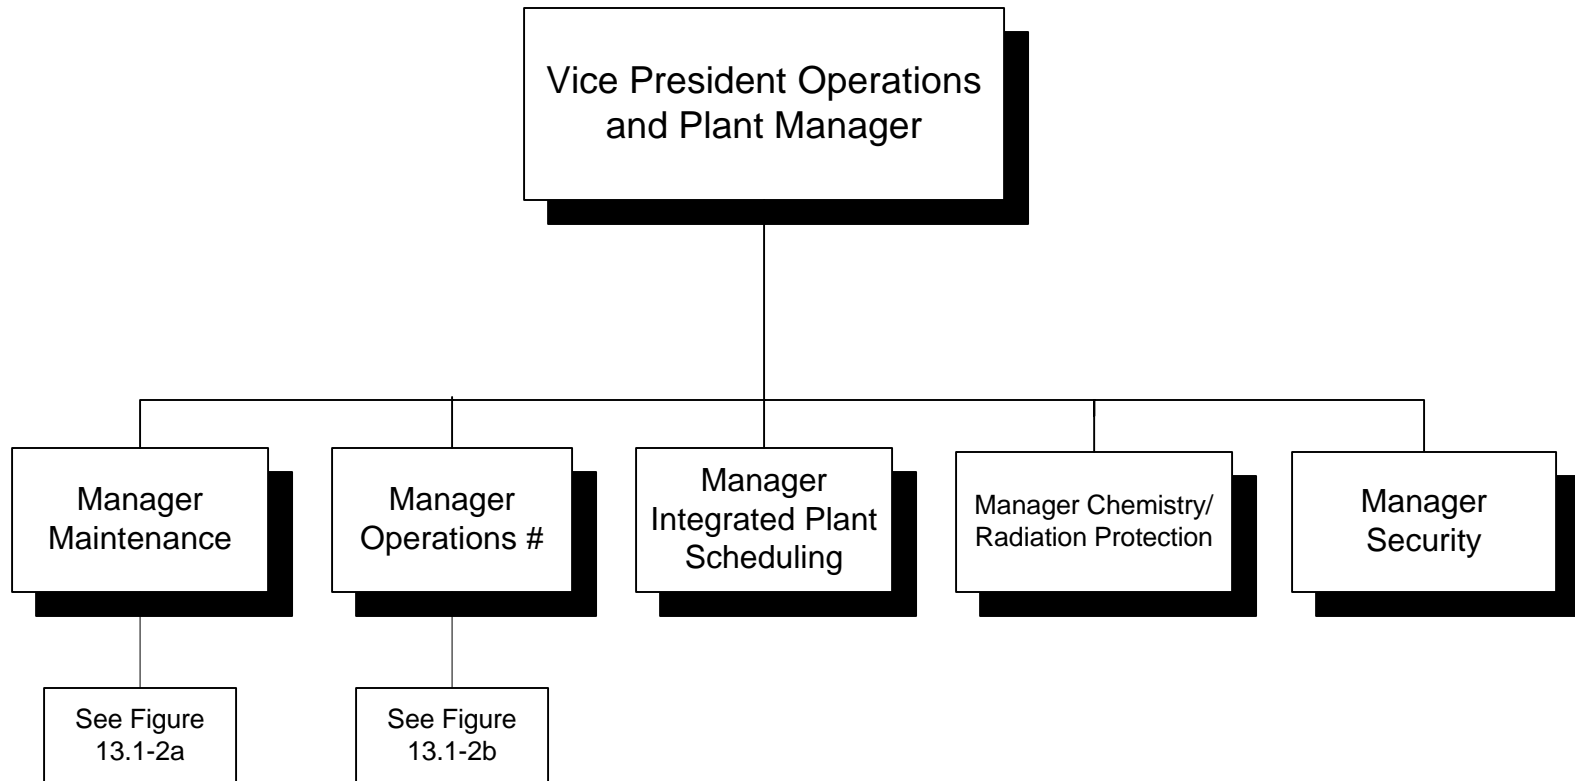 Vice President Operations
and Plant Manager
Manager
Maintenance
Manager
Operations #
Manager
Integrated Plant
Scheduling
Manager Chemistry/
Radiation Protection
Manager
Security
See Figure
13.1-2a
See Figure
13.1-2b